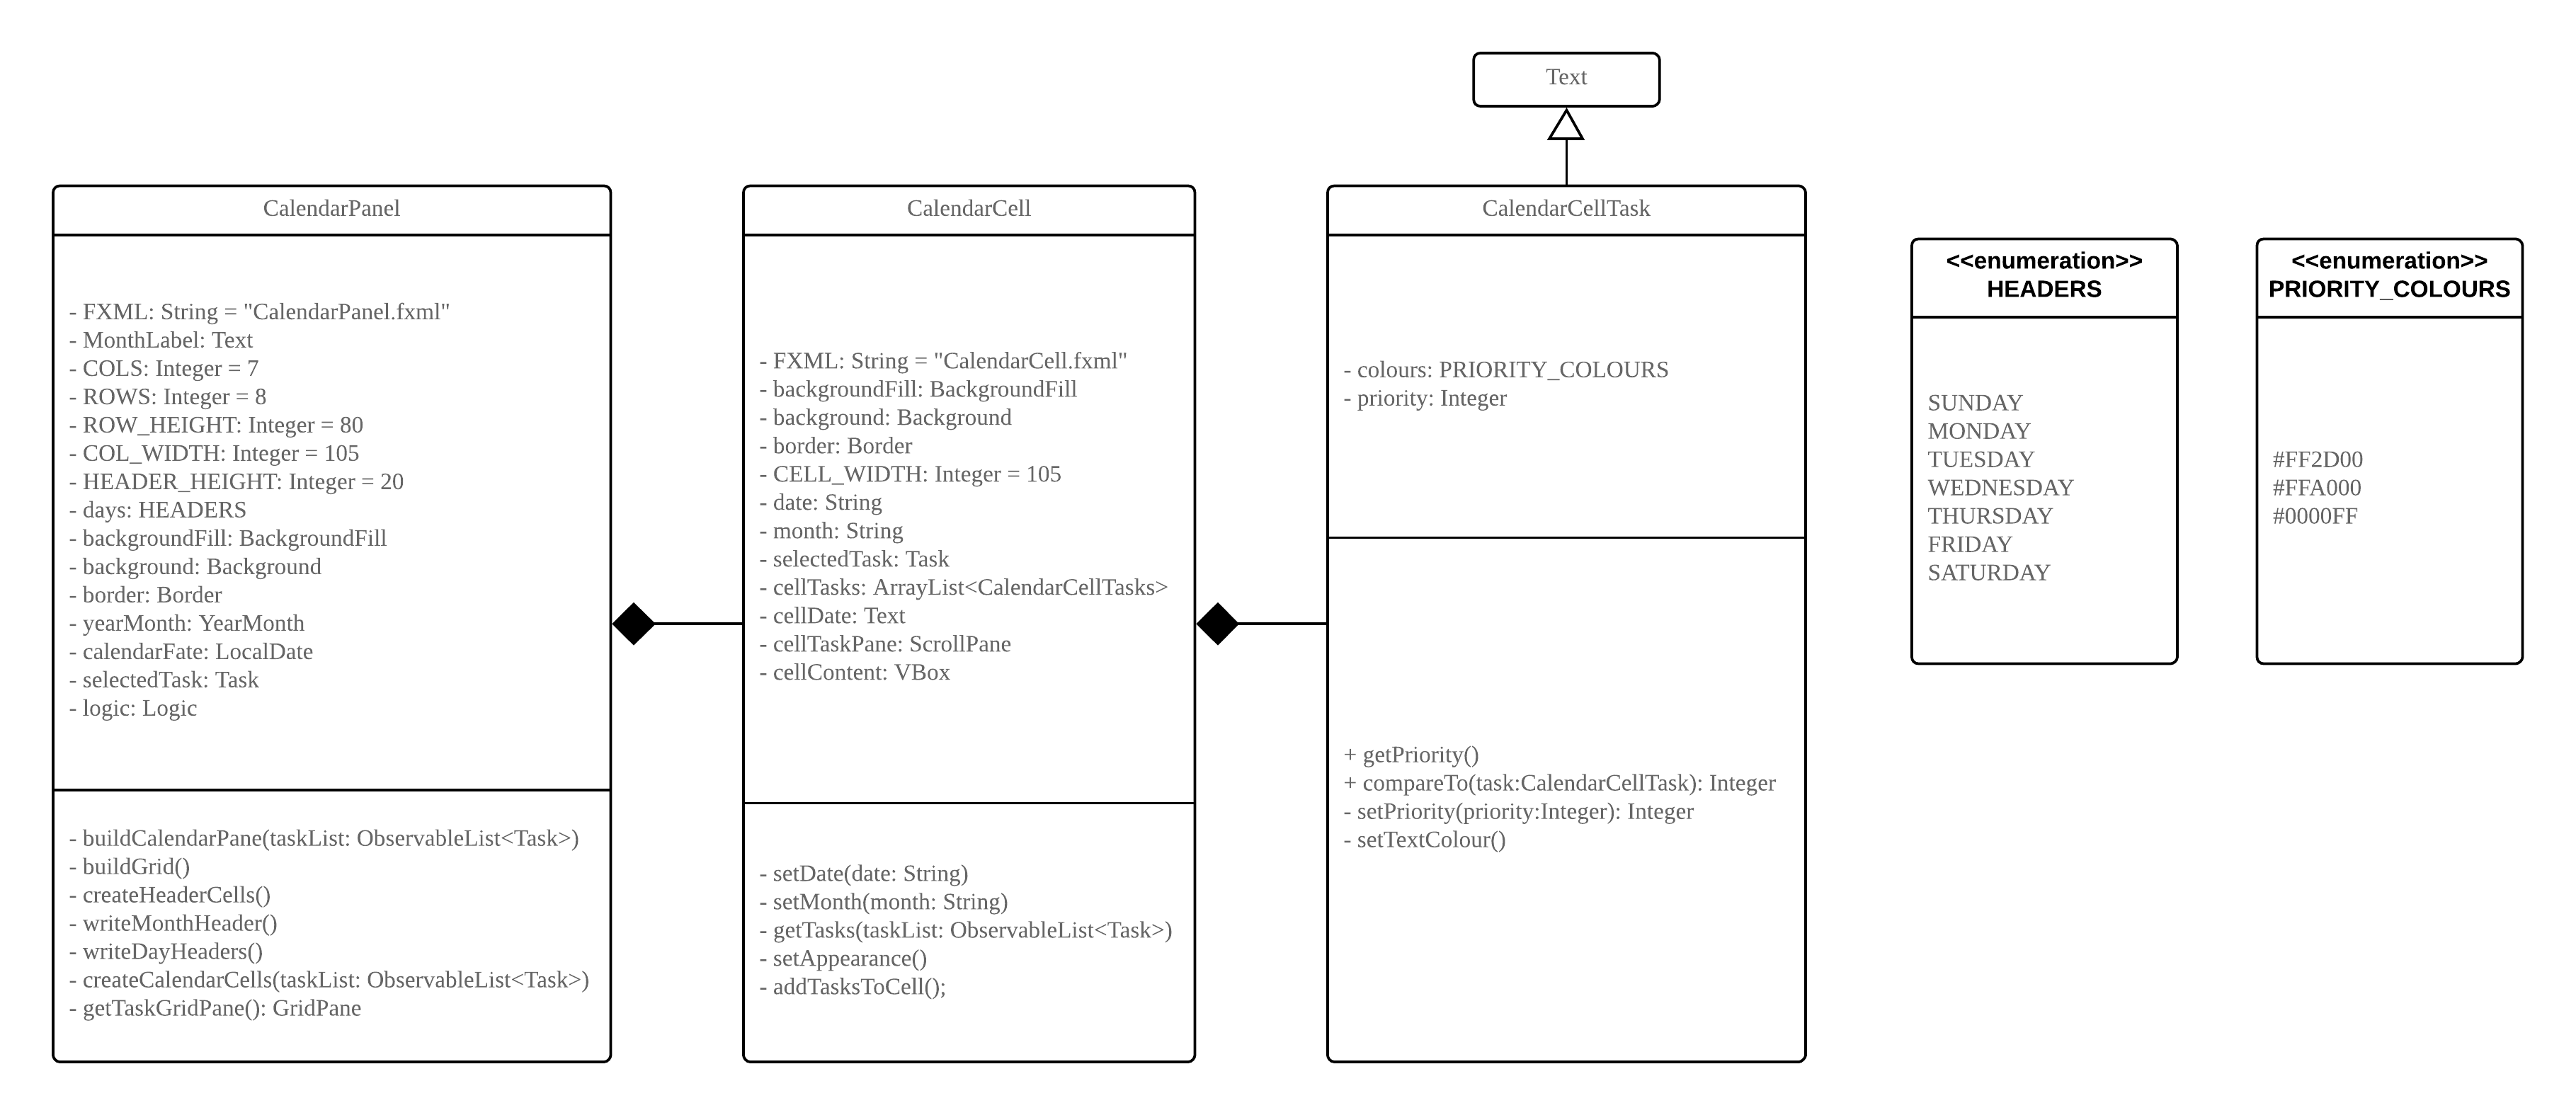 Text
CalendarPanel
- FXML: String = "CalendarPanel.fxml"
- MonthLabel: Text
- COLS: Integer = 7
- ROWS: Integer = 8
- ROW_HEIGHT: Integer = 80
- COL_WIDTH: Integer = 105
- HEADER_HEIGHT: Integer = 20
- days: HEADERS
- backgroundFill: BackgroundFill
- background: Background
- border: Border
- yearMonth: YearMonth
- calendarFate: LocalDate
- selectedTask: Task
- logic: Logic
- buildCalendarPane(taskList: ObservableList<Task>)
- buildGrid()
- createHeaderCells()
- writeMonthHeader()
- writeDayHeaders()
- createCalendarCells(taskList: ObservableList<Task>)
- getTaskGridPane(): GridPane
CalendarCell
- FXML: String = "CalendarCell.fxml"
- backgroundFill: BackgroundFill
- background: Background
- border: Border
- CELL_WIDTH: Integer = 105
- date: String
- month: String
- selectedTask: Task
- cellTasks: ArrayList<CalendarCellTasks>
- cellDate: Text
- cellTaskPane: ScrollPane
- cellContent: VBox
- setDate(date: String)
- setMonth(month: String)
- getTasks(taskList: ObservableList<Task>)
- setAppearance()
- addTasksToCell();
CalendarCellTask
- colours: PRIORITY_COLOURS
- priority: Integer
+ getPriority()
+ compareTo(task:CalendarCellTask): Integer
- setPriority(priority:Integer): Integer
- setTextColour()
<<enumeration>>
HEADERS
SUNDAY
MONDAY
TUESDAY
WEDNESDAY
THURSDAY
FRIDAY
SATURDAY
<<enumeration>>
PRIORITY_COLOURS
#FF2D00
#FFA000
#0000FF